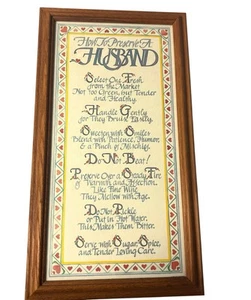 How To Preserve A
HUSBAND
Select One Fresh
from the Market
Not Too Green, but Tender
and Healthy.
Handle Gently
for They Bruise Easily.
Sweeten with Smiles
Blend with Patience, Humor,
& a Pinch of Mischief.
Do Not Beat!
Preserve Over a Steady Fire
of Warmth and Affection.
Like Fine Wine
They Mellow with Age.
Do Not Pickle
or Put in Hot Water.
This Makes Them Bitter.
Serve with Sugar, Spice,
and Tender Loving Care.